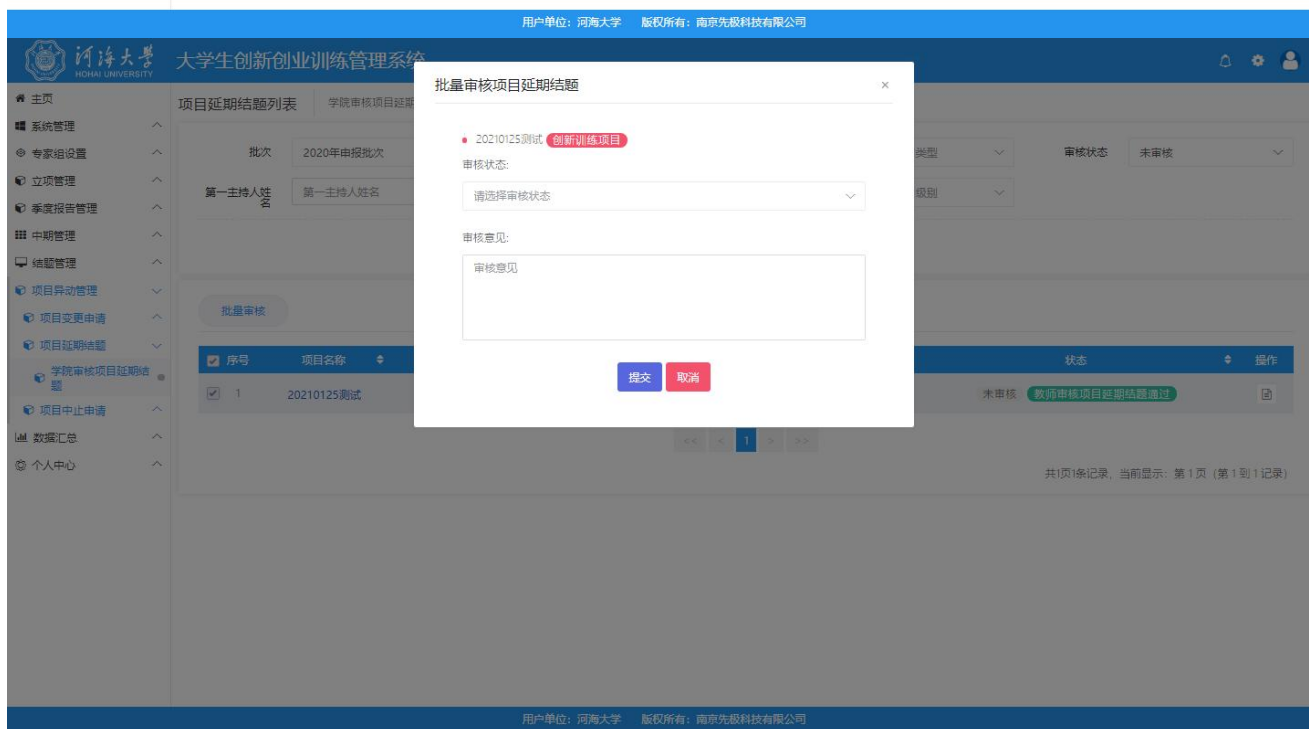 用户单位：河海大学 版权所有：南京先极科技有限公司
河海大学
HOHAI UNIVERSITY
大学生创新创业训练管理系统
主页
系统管理
专家组设置
立项管理
季度报告管理
中期管理
结题管理
项目异动管理
项目变更申请
项目延期结题
学院审核项目延期结
题
项目中止申请
数据汇总
个人中心
项目延期结题列表 学院审核项目延期
批次 2020年申报批次 类型 审核状态 未审核
第一主持人姓
名
第一主持人姓名 级别
批量审核项目延期结题 ×
20210125测试 创新训练项目
审核状态:
请选择审核状态
审核意见:
审核意见
提交 取消
批量审核
序号 项目名称 状态 操作
1 20210125测试 未审核 教师审核项目延期结题通过
<< < 1 > >>
共1页1条记录，当前显示：第1页（第1到1记录）
用户单位：河海大学 版权所有：南京先极科技有限公司